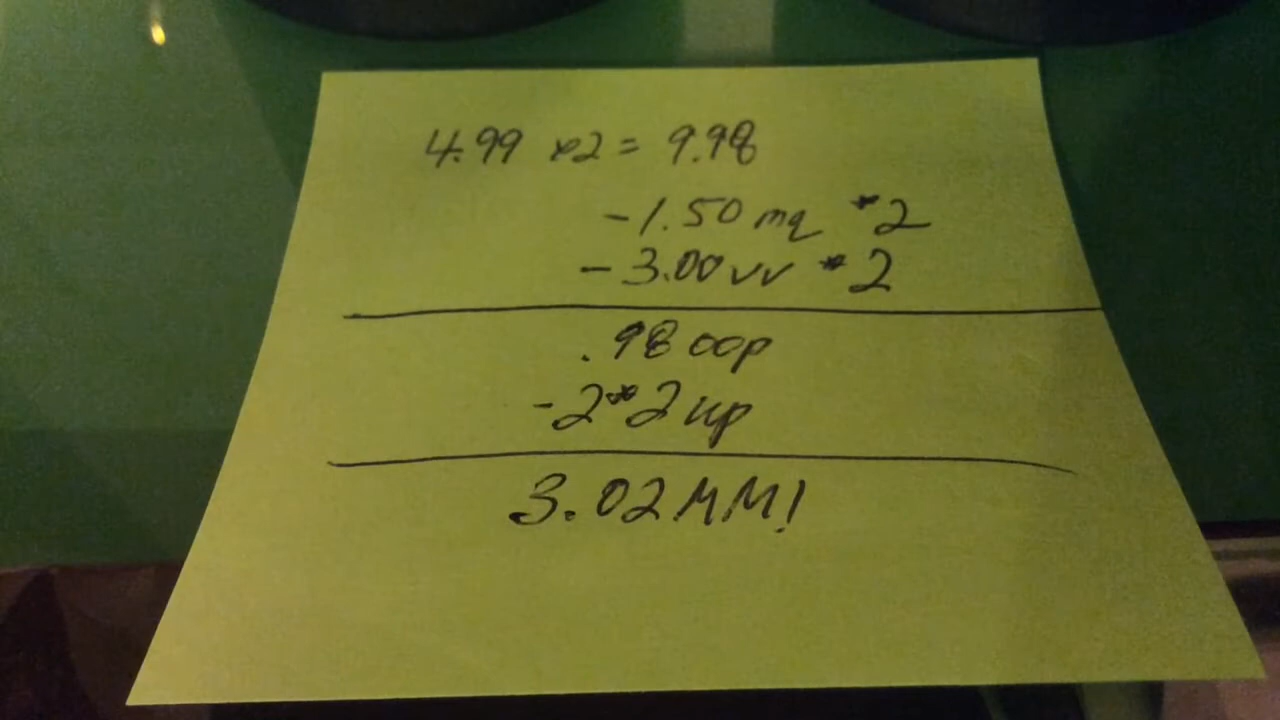 4.99 x2 = 9.98
-1.50 mq *2
- 3.00 vv *2
.98 oop
-2*2 up
3.02 MM!